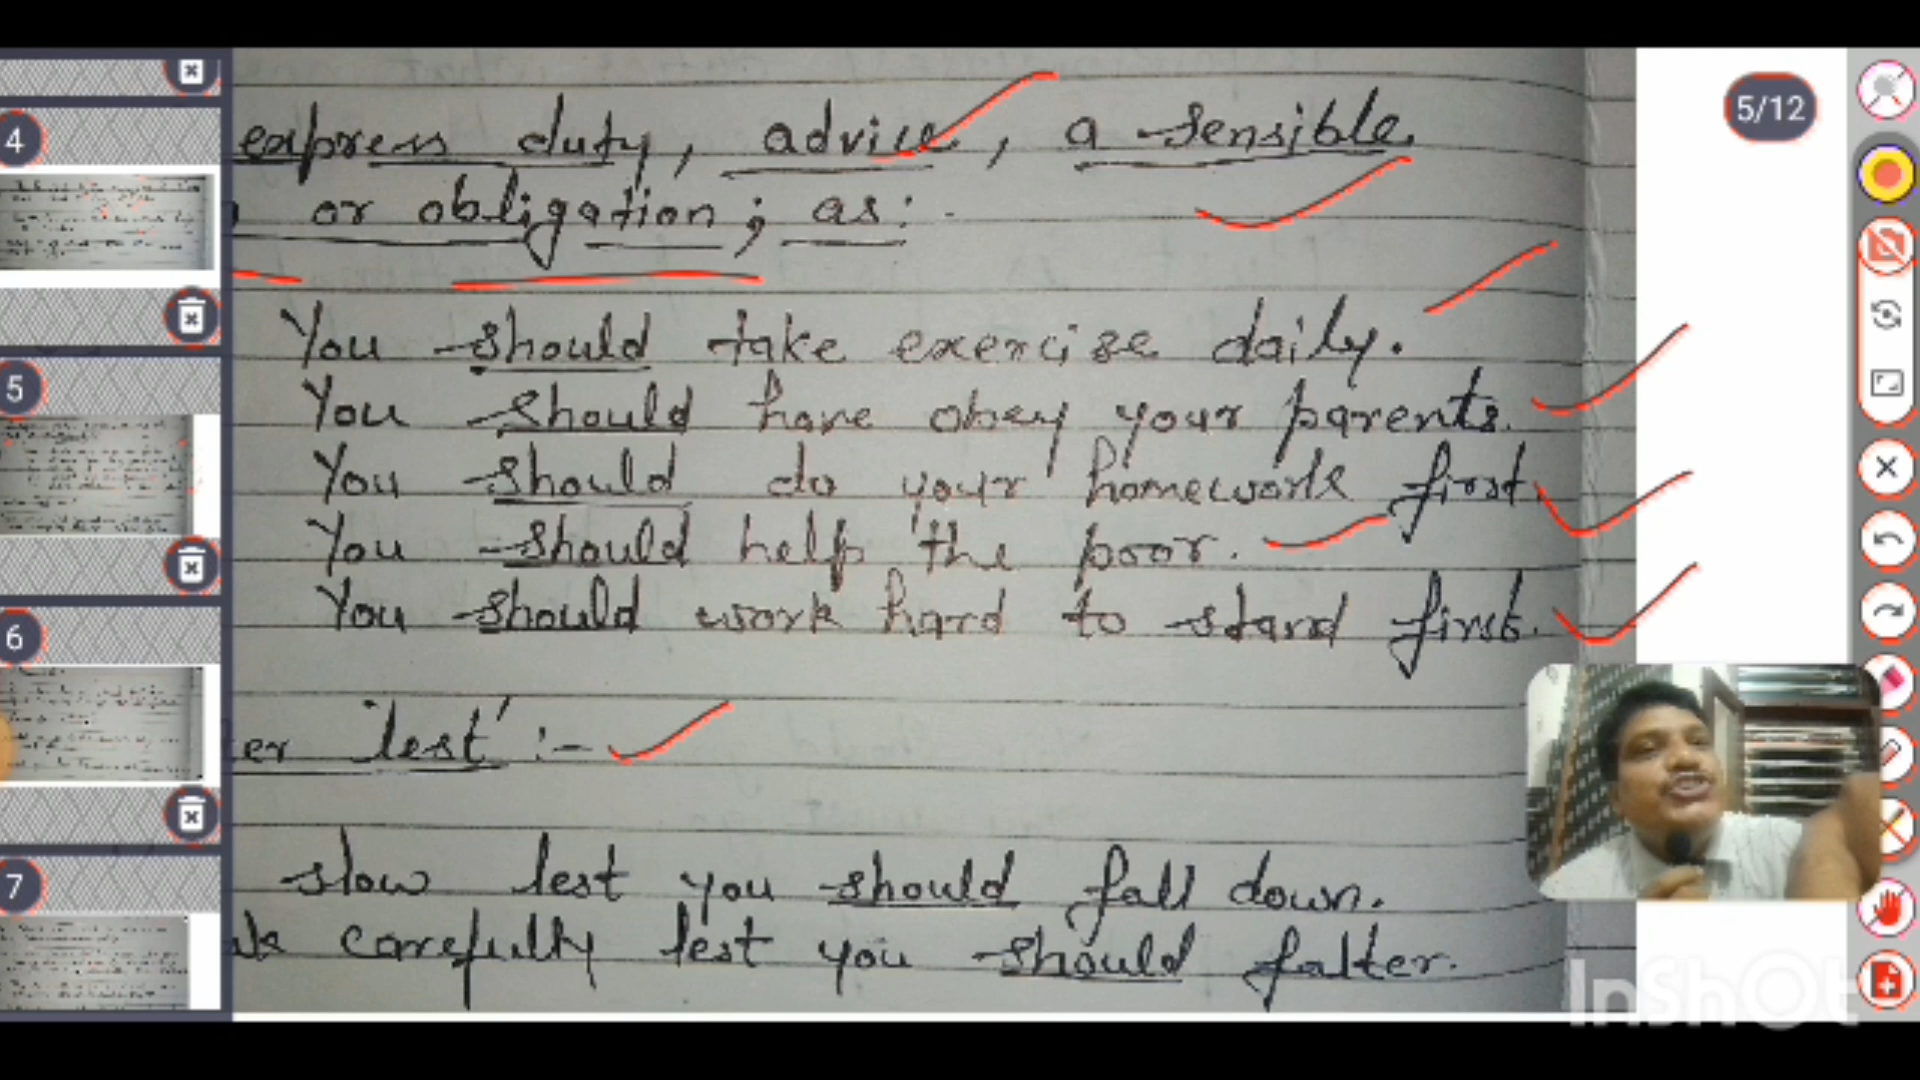 5/12
4
express duty, advice, a sensible
or obligation; as:
You should take exercise daily.
5
You should have obey your parents.
You should do your homework first.
You should help the poor.
You should work hard to stand first.
6
er 'lest' :-
7
slow lest you should fall down.
carefully lest you should falter.
InShOt